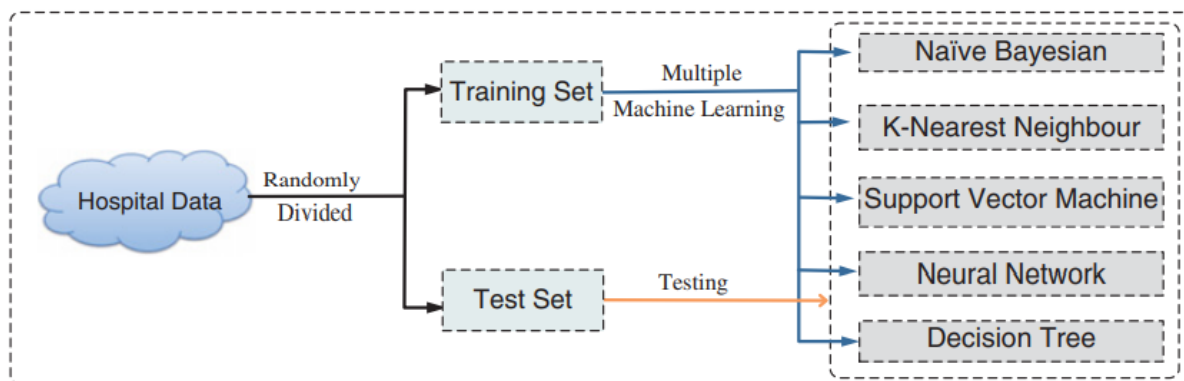 Hospital Data
Randomly
Divided
Training Set
Multiple
Machine Learning
Test Set
Testing
Naïve Bayesian
K-Nearest Neighbour
Support Vector Machine
Neural Network
Decision Tree